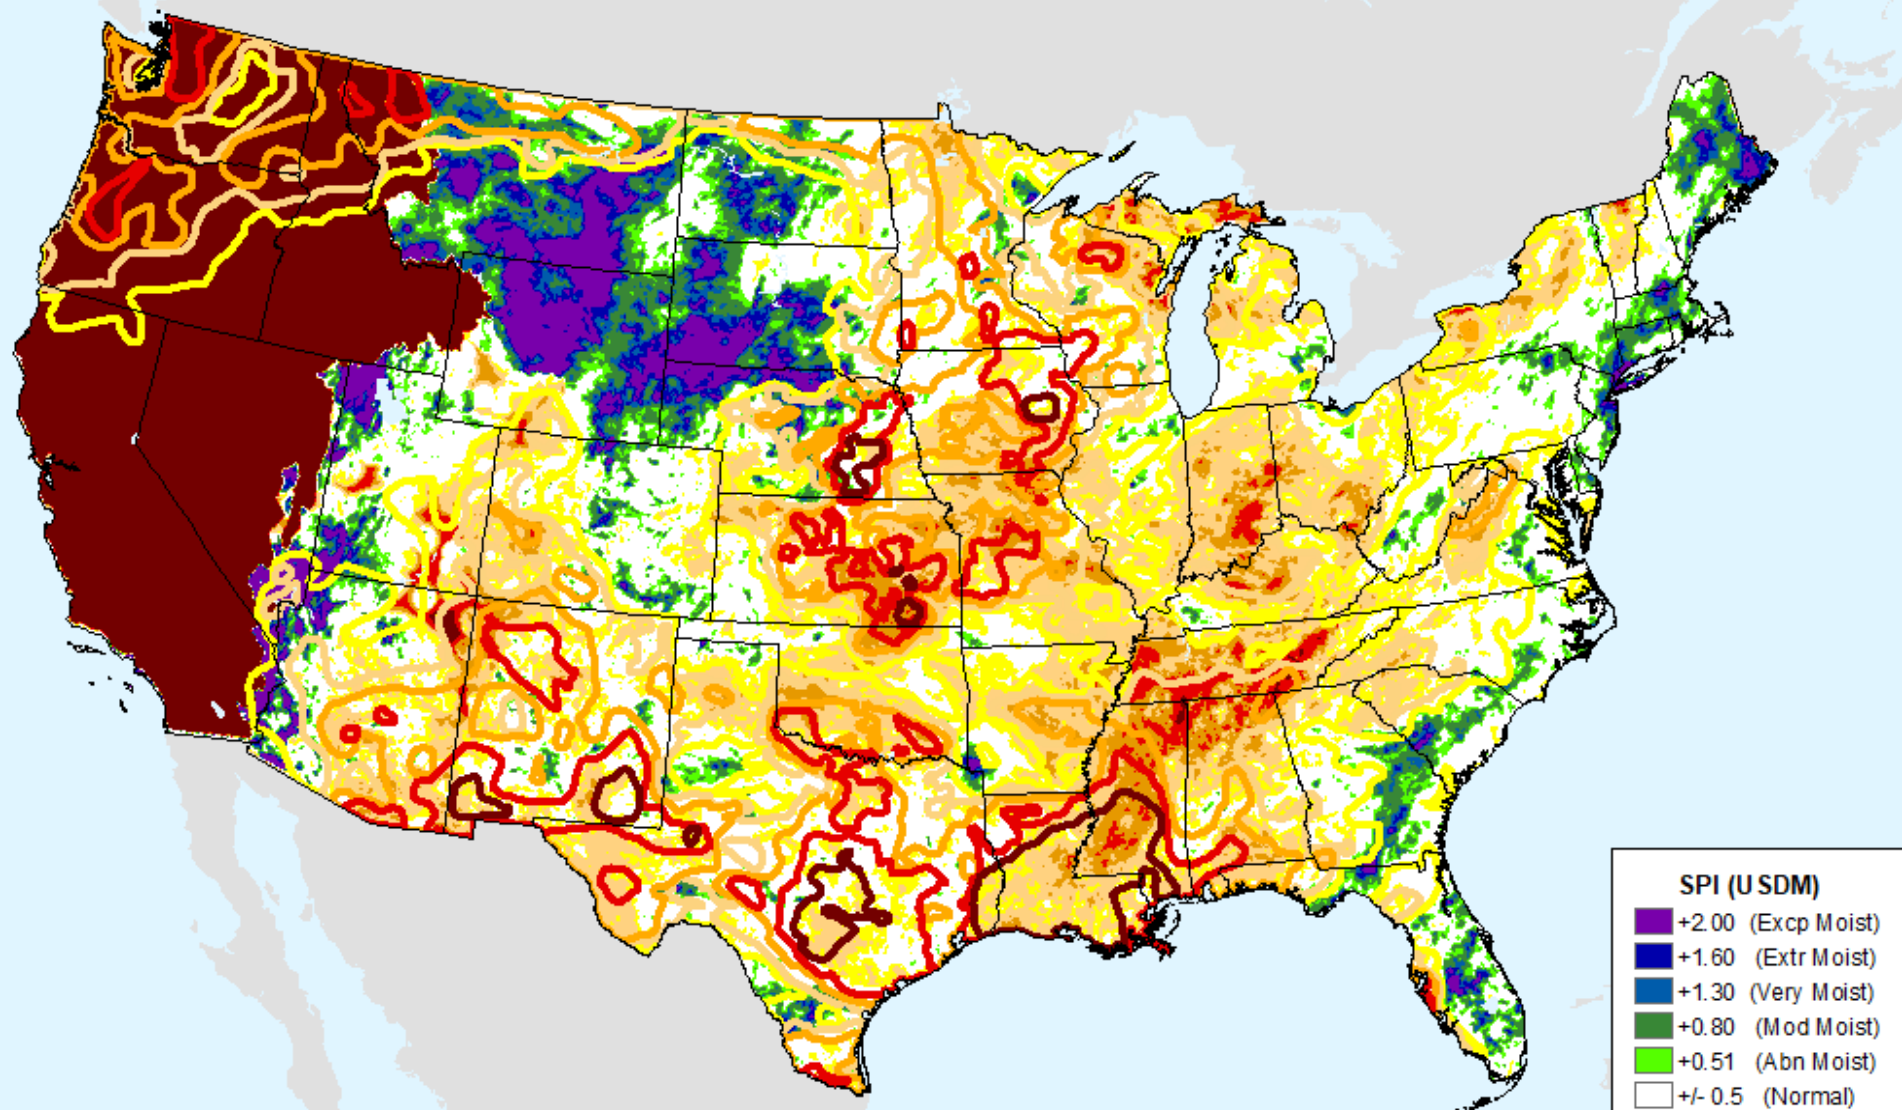 SPI (USDM)
+2.00 (Excp Moist)
+1.60 (Extr Moist)
+1.30 (Very Moist)
+0.80 (Mod Moist)
+0.51 (Abn Moist)
+/- 0.5 (Normal)